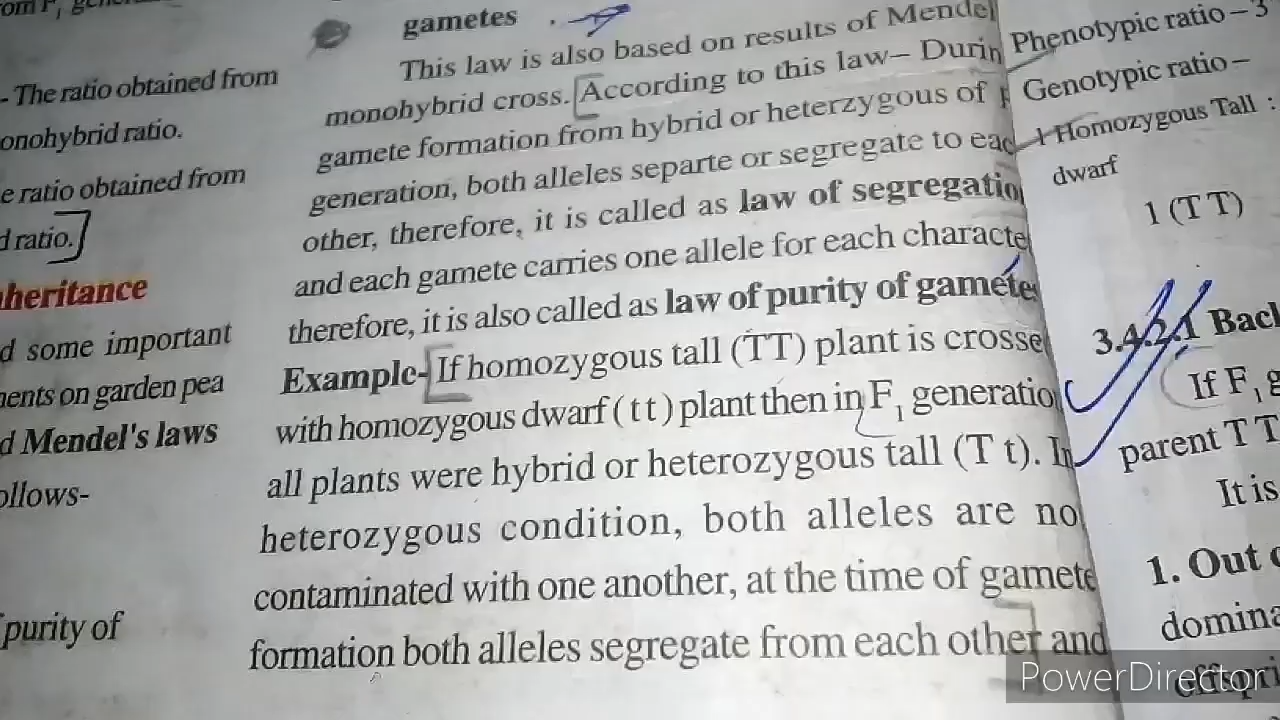 - The ratio obtained from
onohybrid ratio.
e ratio obtained from
d ratio.]
heritance
d some important
ents on garden pea
d Mendel's laws
ollows-
purity of
gametes
This law is also based on results of Mendel
monohybrid cross. [According to this law– Durin
gamete formation from hybrid or heterzygous of
generation, both alleles separte or segregate to eac
other, therefore, it is called as law of segregatio
and each gamete carries one allele for each characte
therefore, it is also called as law of purity of gamete
Example- [If homozygous tall (TT) plant is crosse
with homozygous dwarf (tt) plant then in F₁ generatio
all plants were hybrid or heterozygous tall (T t). In
heterozygous condition, both alleles are no
contaminated with one another, at the time of gamete
formation both alleles segregate from each other] and
Phenotypic ratio – 3
Genotypic ratio –
1 Homozygous Tall :
dwarf
1 (T T)
3.4.2.1 Bac
If F₁ g
parent T T
It is
1. Out
domina
offspri
PowerDirector